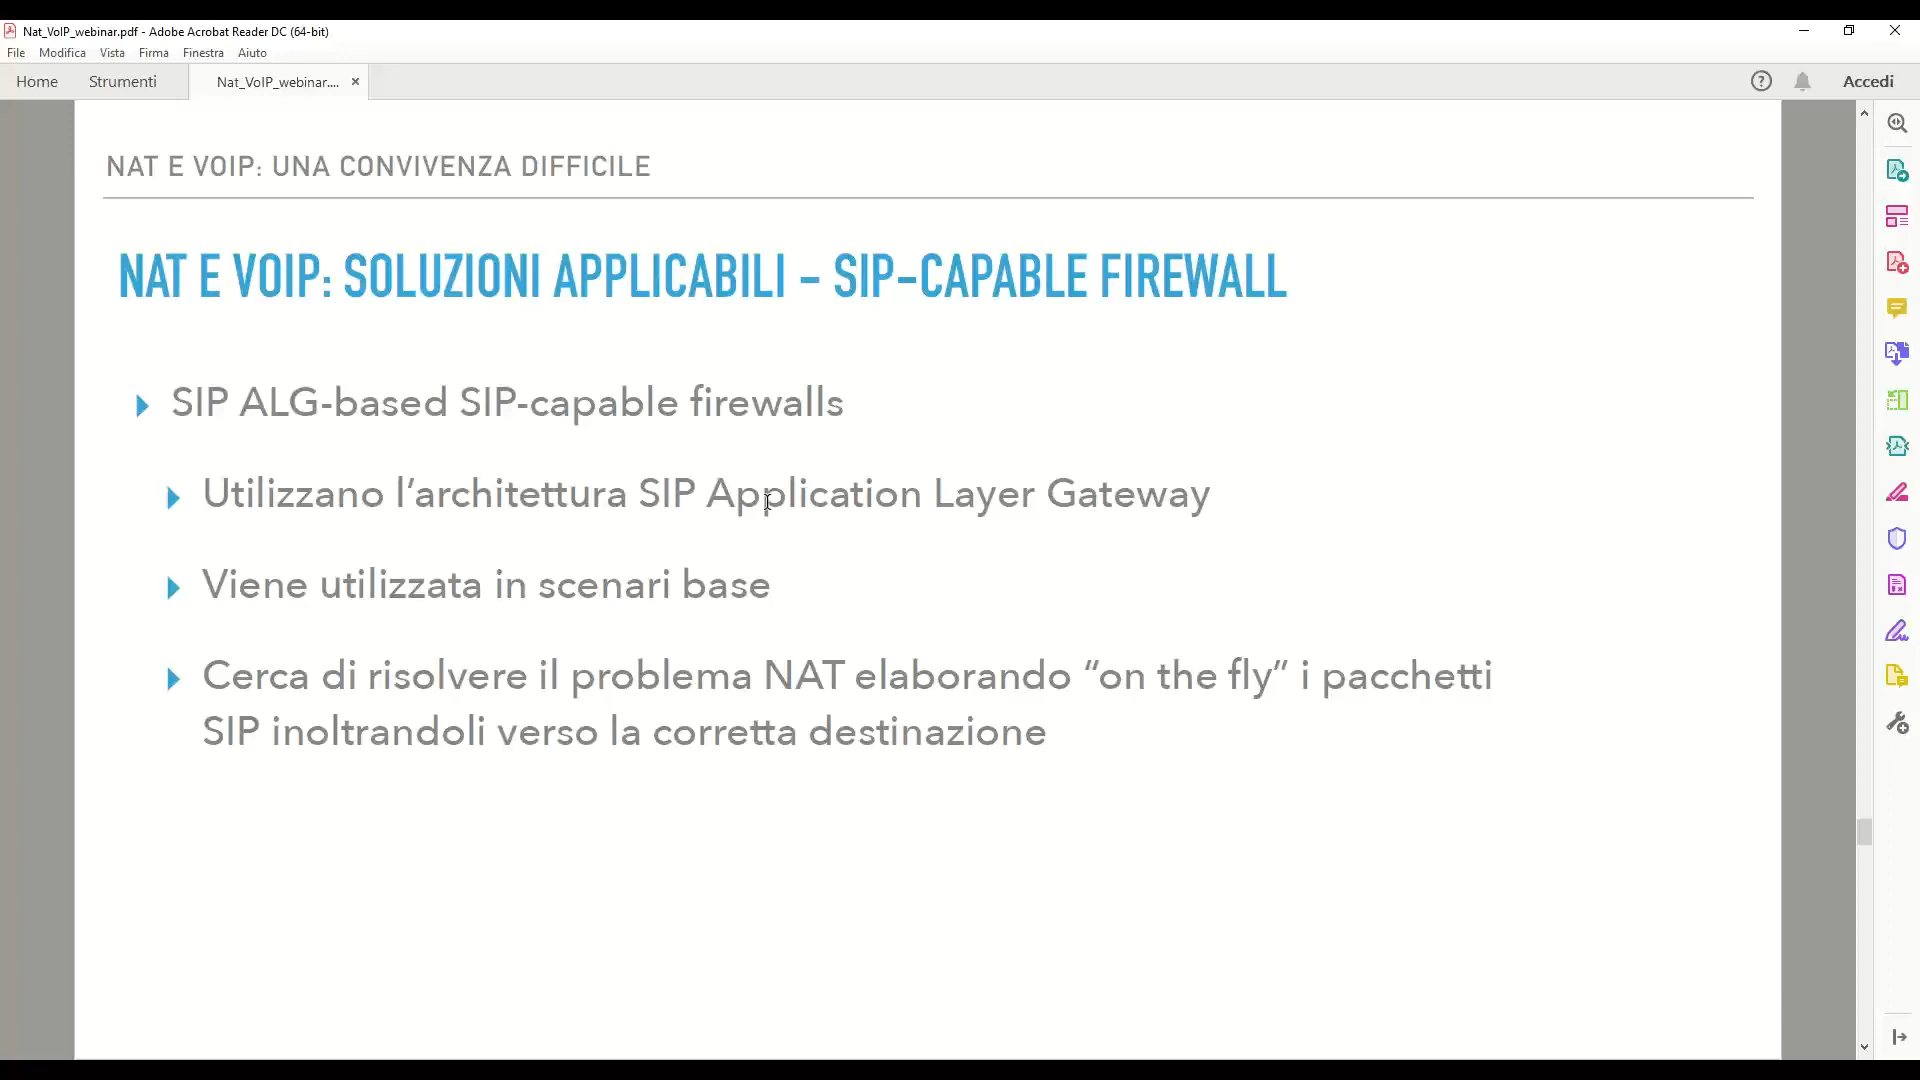 Nat_VoIP_webinar.pdf - Adobe Acrobat Reader DC (64-bit)
File Modifica Vista Firma Finestra Aiuto
Home Strumenti Nat_VoIP_webinar.... × Accedi
NAT E VOIP: UNA CONVIVENZA DIFFICILE
NAT E VOIP: SOLUZIONI APPLICABILI – SIP-CAPABLE FIREWALL
SIP ALG-based SIP-capable firewalls
Utilizzano l’architettura SIP Application Layer Gateway
Viene utilizzata in scenari base
Cerca di risolvere il problema NAT elaborando “on the fly” i pacchetti
SIP inoltrandoli verso la corretta destinazione